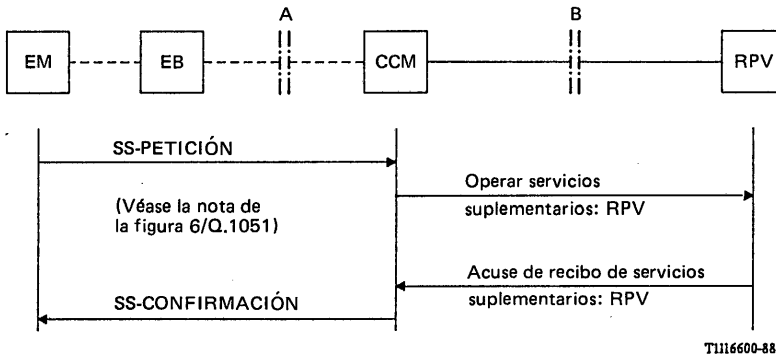 A
B
EM
EB
CCM
RPV
SS-PETICIÓN
Operar servicios
suplementarios: RPV
(Véase la nota de
la figura 6/Q.1051)
Acuse de recibo de servicios
suplementarios: RPV
SS-CONFIRMACIÓN
T1116600-88